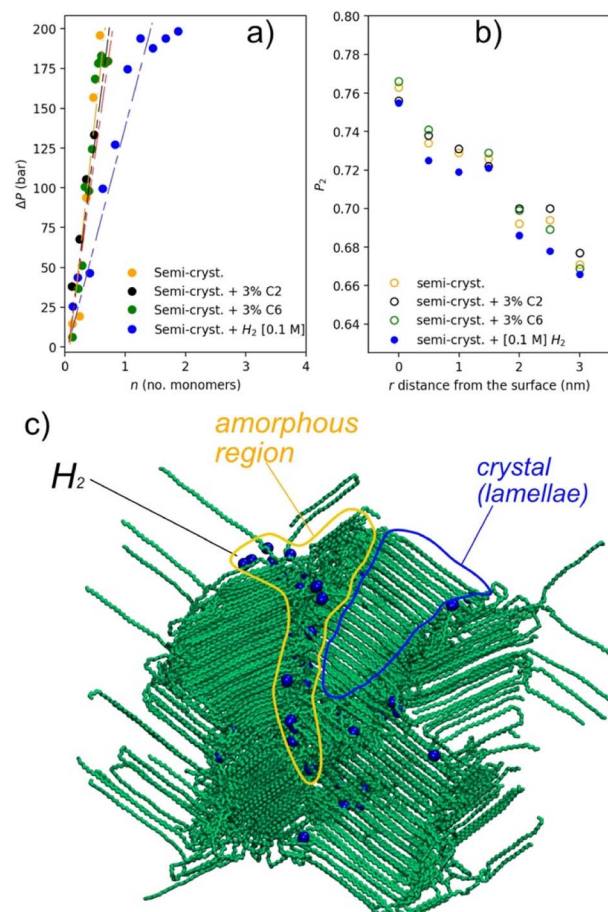 a)
200
175
150
125
100
75
50
25
0
ΔP (bar)
Semi-cryst.
Semi-cryst. + 3% C2
Semi-cryst. + 3% C6
Semi-cryst. + H₂ [0.1 M]
0 1 2 3 4
n (no. monomers)
b)
0.80
0.78
0.76
0.74
0.72
0.70
0.68
0.66
0.64
P₂
semi-cryst.
semi-cryst. + 3% C2
semi-cryst. + 3% C6
semi-cryst. + [0.1 M] H₂
0 1 2 3
r distance from the surface (nm)
c)
amorphous
region
H₂
crystal
(lamellae)